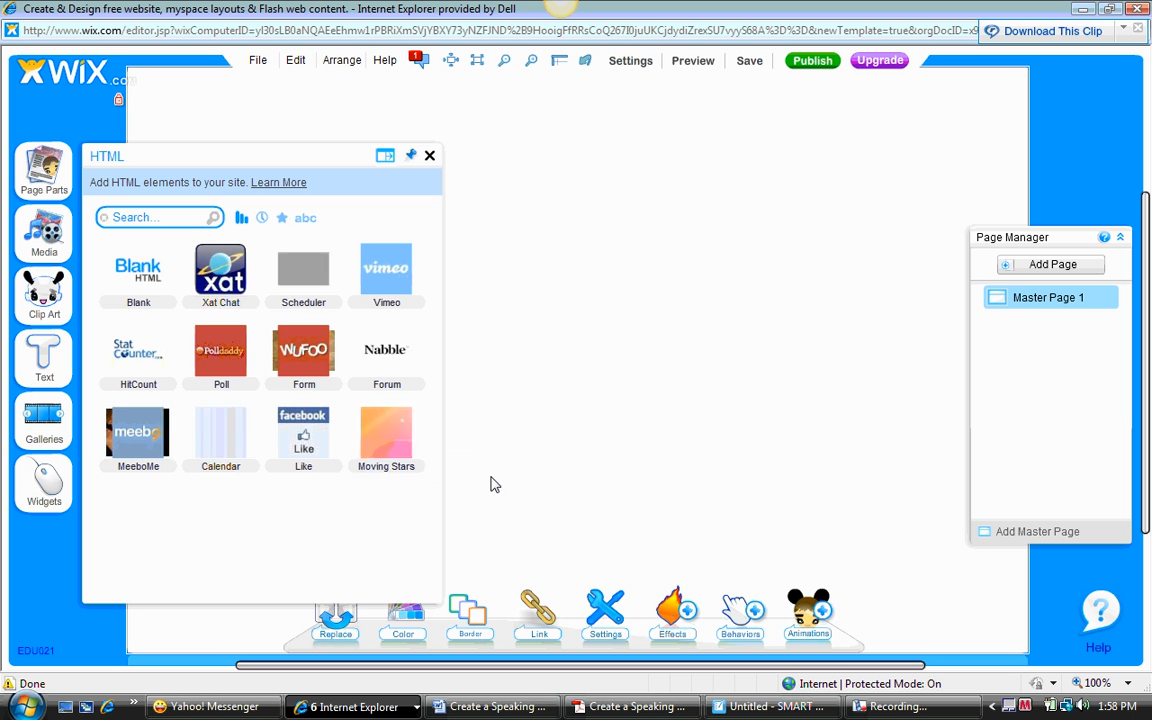 Create & Design free website, myspace layouts & Flash web content. - Internet Explorer provided by Dell
Download This Clip
WiX.com
File Edit Arrange Help 1 Settings Preview Save Publish Upgrade
Page Parts
Media
Clip Art
Text
Galleries
Widgets
HTML
Add HTML elements to your site. Learn More
Search... abc
Blank HTML
xat
vimeo
Blank Xat Chat Scheduler Vimeo
Stat Counter...
Polldaddy
WUFOO
Nabble
HitCount Poll Form Forum
meebo
facebook
Like
MeeboMe Calendar Like Moving Stars
Page Manager
Add Page
Master Page 1
Add Master Page
Replace Color Border Link Settings Effects Behaviors Animations
Help
EDU021
Done Internet | Protected Mode: On 100%
Yahoo! Messenger 6 Internet Explorer Create a Speaking ... Create a Speaking ... Untitled - SMART ... Recording... 1:58 PM